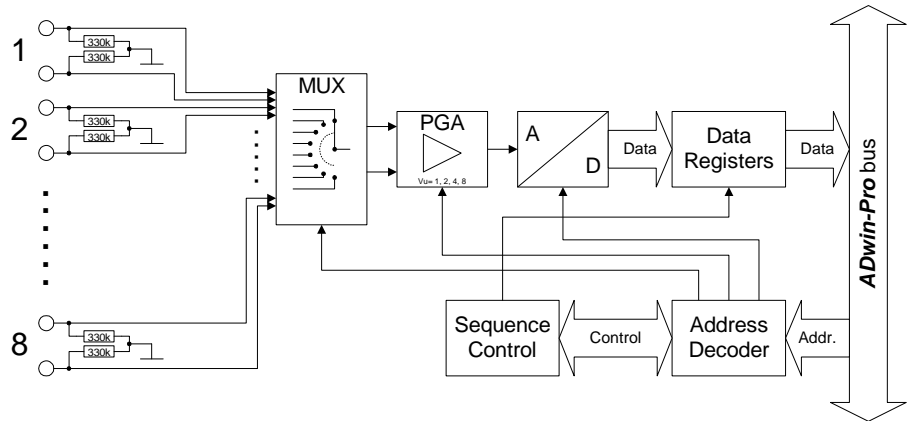 1
330k
330k
2
330k
330k
8
330k
330k
MUX
PGA
Vu= 1, 2, 4, 8
A
D
Data
Data
Registers
Data
ADwin-Pro bus
Sequence
Control
Control
Address
Decoder
Addr.